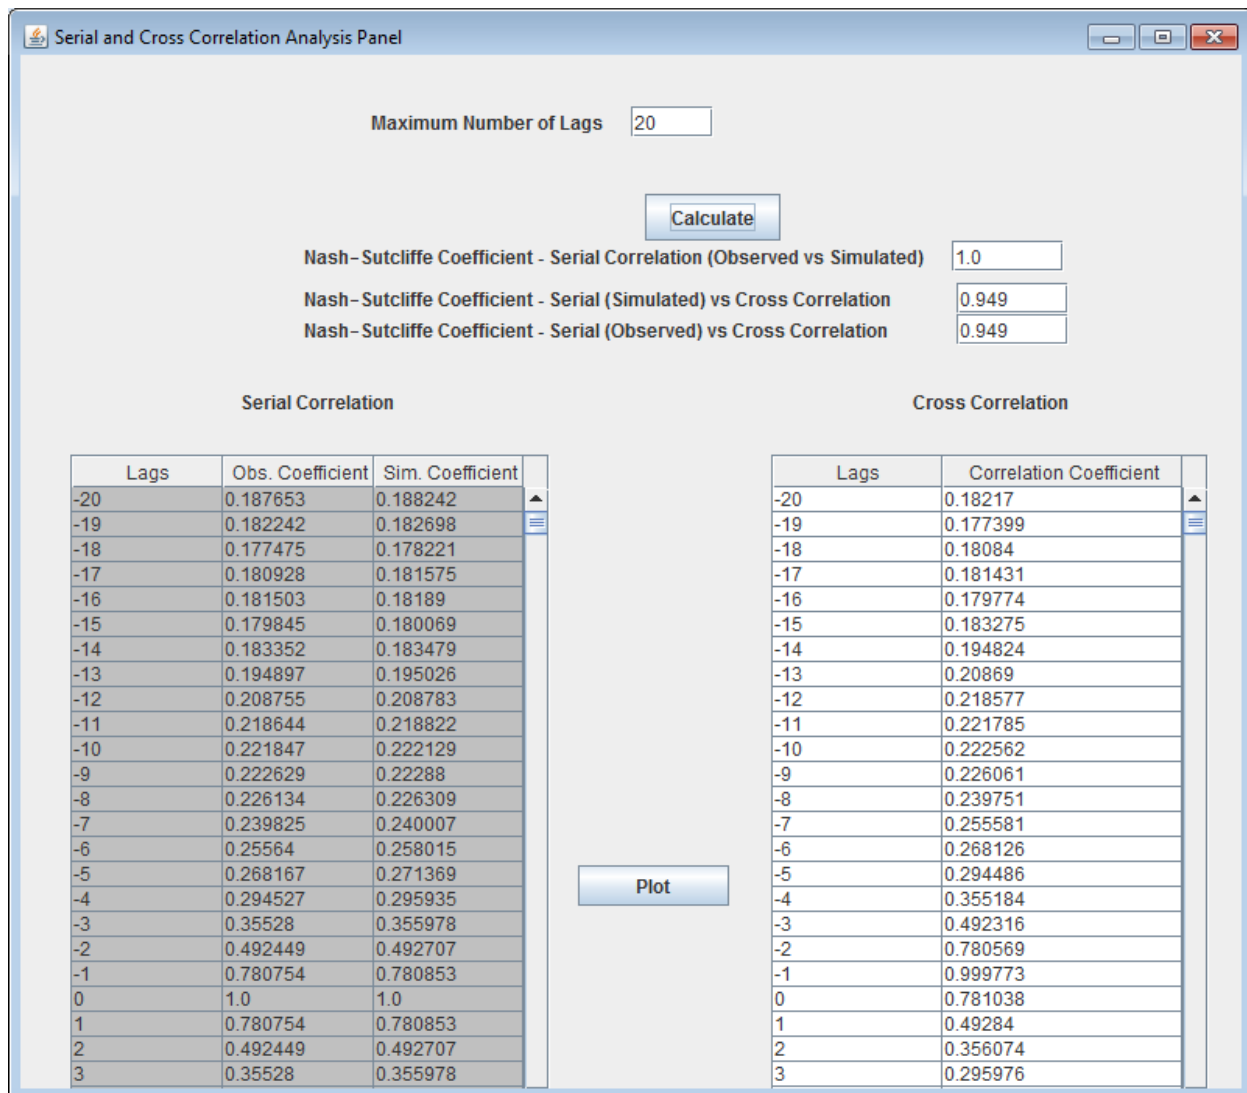 Serial and Cross Correlation Analysis Panel
Maximum Number of Lags 20
Calculate
Nash-Sutcliffe Coefficient - Serial Correlation (Observed vs Simulated) 1.0
Nash-Sutcliffe Coefficient - Serial (Simulated) vs Cross Correlation 0.949
Nash-Sutcliffe Coefficient - Serial (Observed) vs Cross Correlation 0.949
Serial Correlation Cross Correlation
Lags Obs. Coefficient Sim. Coefficient Lags Correlation Coefficient
-20 0.187653 0.188242 -20 0.18217
-19 0.182242 0.182698 -19 0.177399
-18 0.177475 0.178221 -18 0.18084
-17 0.180928 0.181575 -17 0.181431
-16 0.181503 0.18189 -16 0.179774
-15 0.179845 0.180069 -15 0.183275
-14 0.183352 0.183479 -14 0.194824
-13 0.194897 0.195026 -13 0.20869
-12 0.208755 0.208783 -12 0.218577
-11 0.218644 0.218822 -11 0.221785
-10 0.221847 0.222129 -10 0.222562
-9 0.222629 0.22288 -9 0.226061
-8 0.226134 0.226309 -8 0.239751
-7 0.239825 0.240007 -7 0.255581
-6 0.25564 0.258015 -6 0.268126
-5 0.268167 0.271369 -5 0.294486
-4 0.294527 0.295935 -4 0.355184
-3 0.35528 0.355978 -3 0.492316
-2 0.492449 0.492707 -2 0.780569
-1 0.780754 0.780853 -1 0.999773
0 1.0 1.0 0 0.781038
1 0.780754 0.780853 1 0.49284
2 0.492449 0.492707 2 0.356074
3 0.35528 0.355978 3 0.295976
Plot